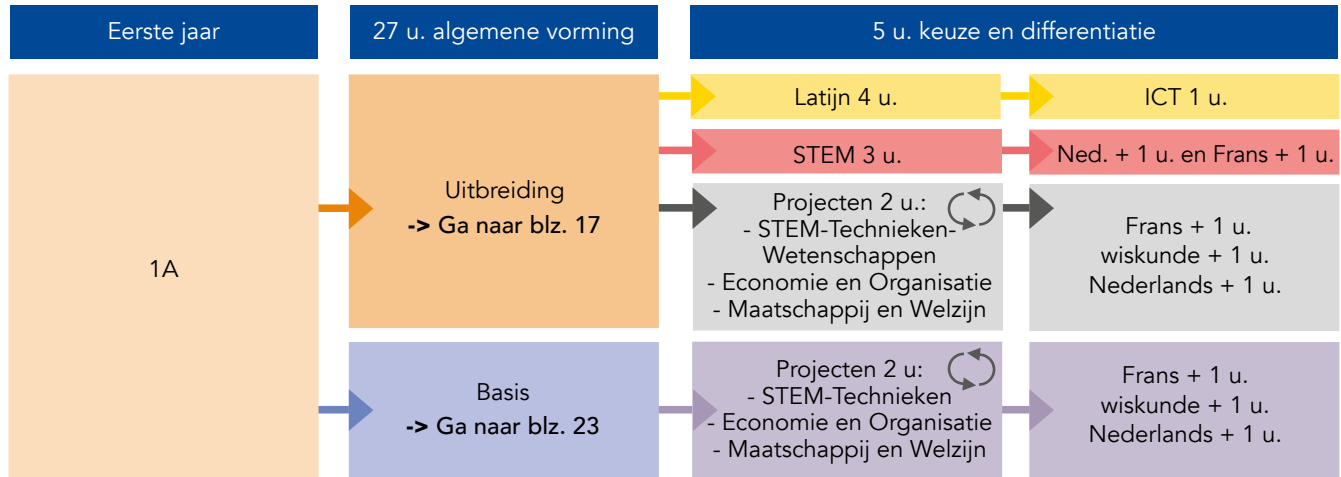 Eerste jaar
27 u. algemene vorming
5 u. keuze en differentiatie
1A
Uitbreiding
-> Ga naar blz. 17
Latijn 4 u.
ICT 1 u.
STEM 3 u.
Ned. + 1 u. en Frans + 1 u.
Projecten 2 u.:
- STEM-Technieken-
Wetenschappen
- Economie en Organisatie
- Maatschappij en Welzijn
Frans + 1 u.
wiskunde + 1 u.
Nederlands + 1 u.
Basis
-> Ga naar blz. 23
Projecten 2 u:
- STEM-Technieken
- Economie en Organisatie
- Maatschappij en Welzijn
Frans + 1 u.
wiskunde + 1 u.
Nederlands + 1 u.